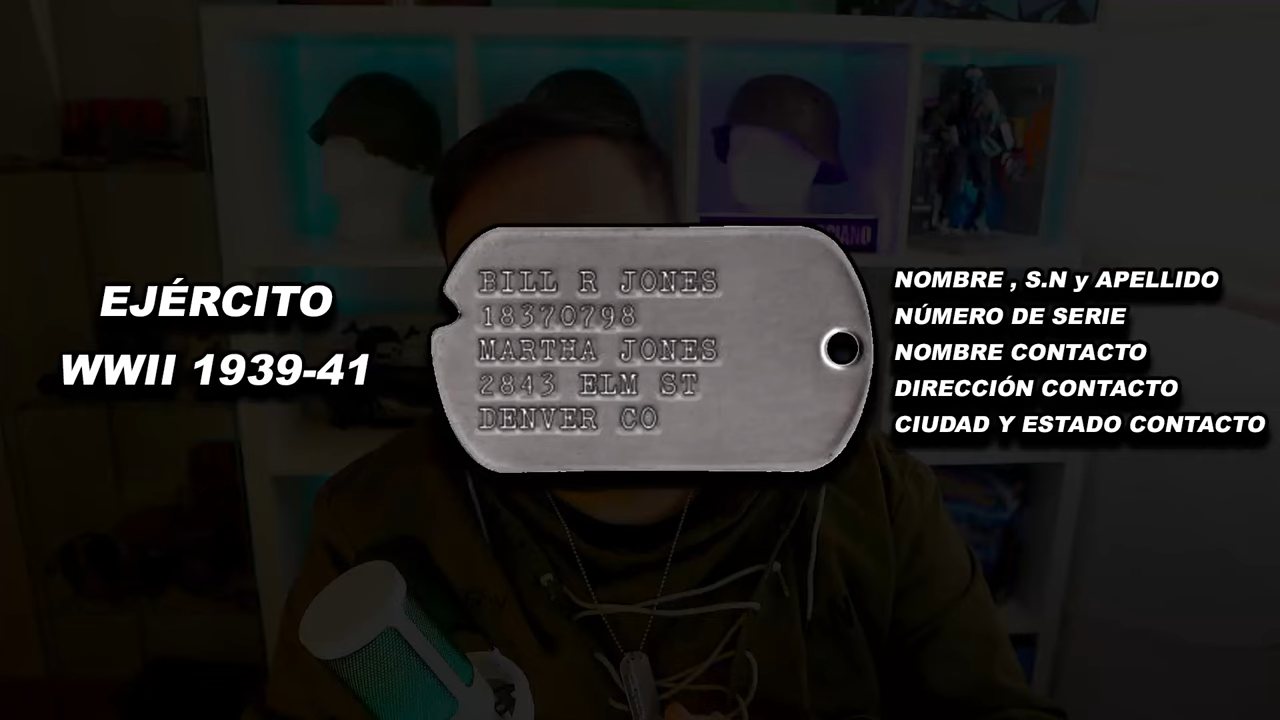 EJÉRCITO
WWII 1939-41
BILL R JONES
18370798
MARTHA JONES
2843 ELM ST
DENVER CO
NOMBRE , S.N y APELLIDO
NÚMERO DE SERIE
NOMBRE CONTACTO
DIRECCIÓN CONTACTO
CIUDAD Y ESTADO CONTACTO